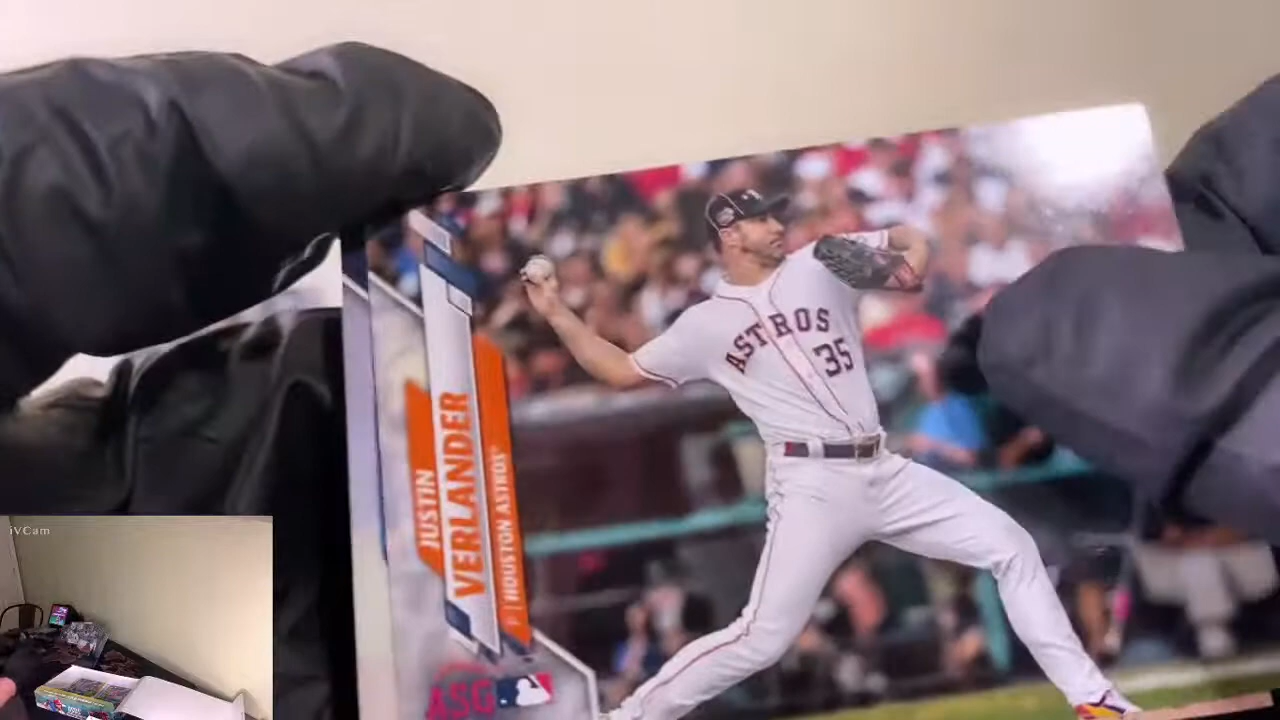 ASTROS
35
JUSTIN
VERLANDER
P | HOUSTON ASTROS®
ASG
iVCam